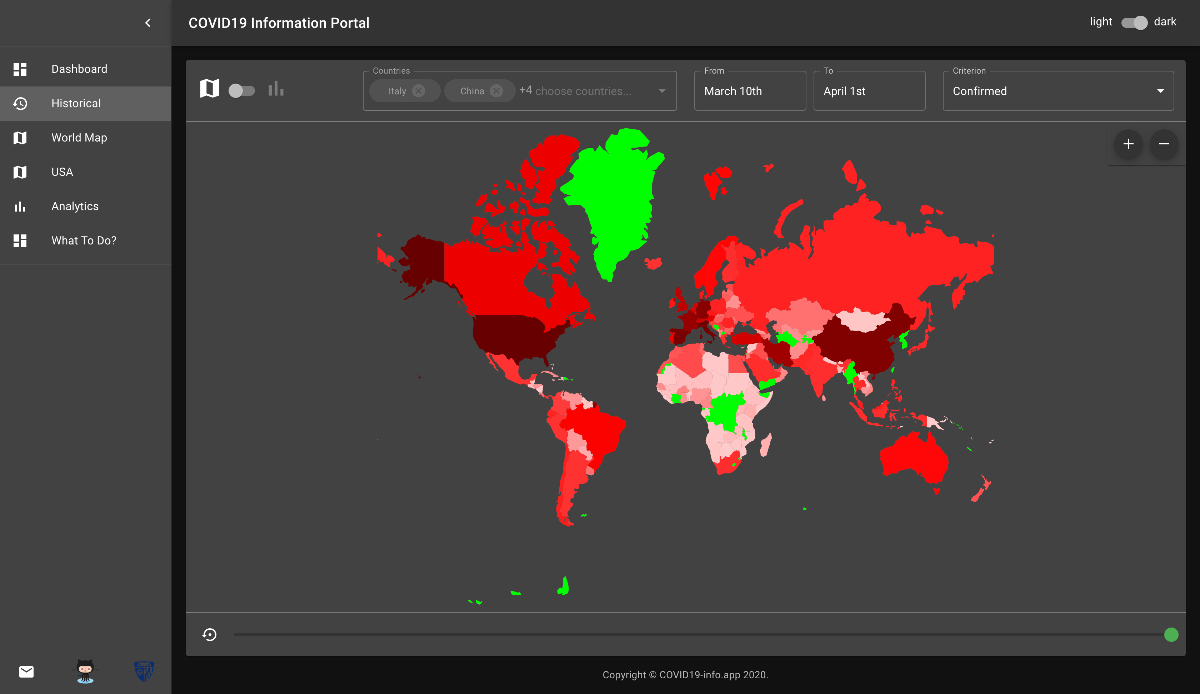 COVID19 Information Portal
light dark
Dashboard
Historical
World Map
USA
Analytics
What To Do?
Countries
Italy China +4 choose countries...
From
March 10th
To
April 1st
Criterion
Confirmed
+ −
Copyright © COVID19-info.app 2020.